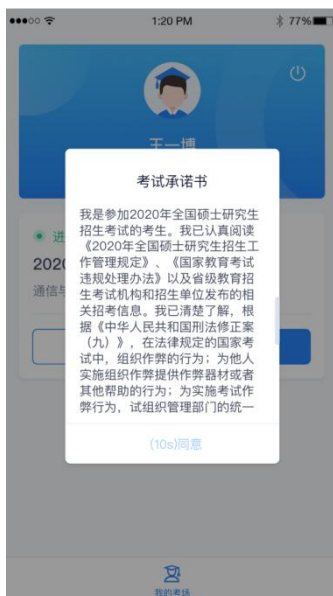 1:20 PM
77%
王一博
考试承诺书
我是参加2020年全国硕士研究生
招生考试的考生。我已认真阅读
《2020年全国硕士研究生招生工
作管理规定》、《国家教育考试
违规处理办法》以及省级教育招
生考试机构和招生单位发布的相
关招考信息。我已清楚了解，根
据《中华人民共和国刑法修正案
（九）》，在法律规定的国家考
试中，组织作弊的行为；为他人
实施组织作弊提供作弊器材或者
其他帮助的行为；为实施考试作
弊行为，试组织管理部门的统一
进
202
通信与
(10s)同意
我的考场